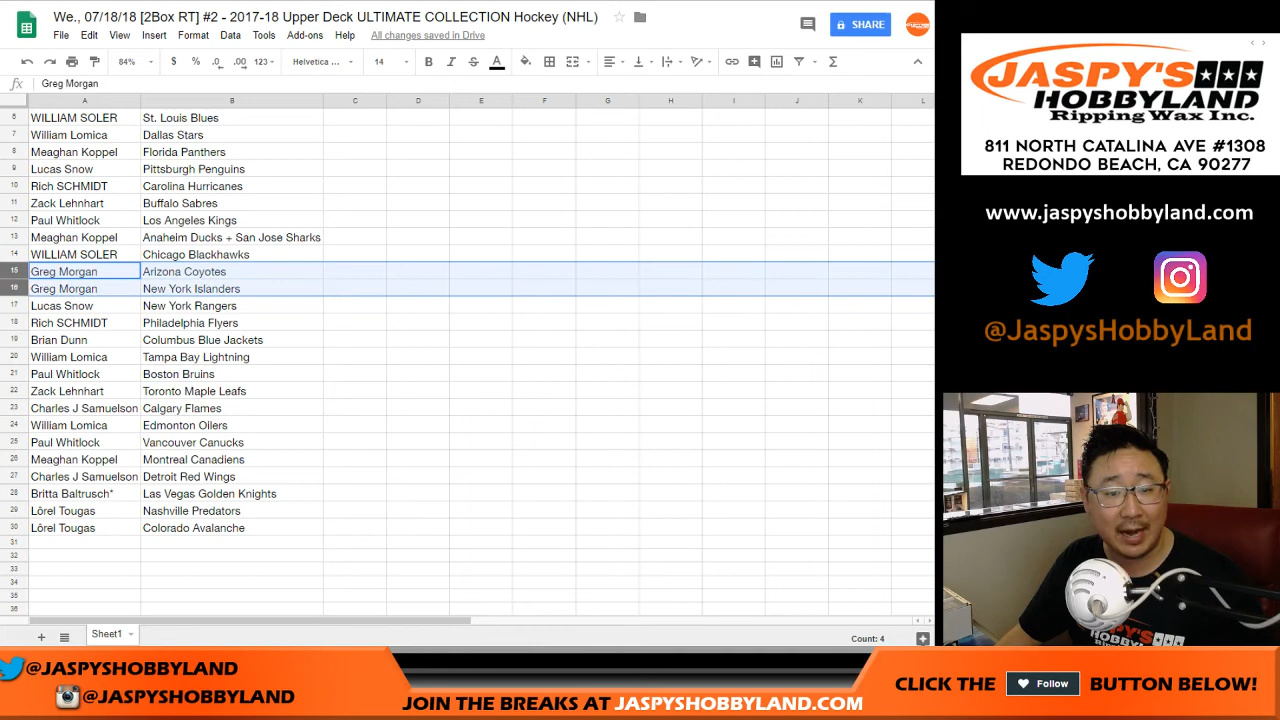 We., 07/18/18 [2Box RT] #2 - 2017-18 Upper Deck ULTIMATE COLLECTION Hockey (NHL)
File Edit View Insert Format Data Tools Add-ons Help All changes saved in Drive
SHARE
84% $ % .0 .00 123 Helvetica ... 14 B I S A
fx Greg Morgan
A B C D E F G H I J K L
6 WILLIAM SOLER St. Louis Blues
7 William Lomica Dallas Stars
8 Meaghan Koppel Florida Panthers
9 Lucas Snow Pittsburgh Penguins
10 Rich SCHMIDT Carolina Hurricanes
11 Zack Lehnhart Buffalo Sabres
12 Paul Whitlock Los Angeles Kings
13 Meaghan Koppel Anaheim Ducks + San Jose Sharks
14 WILLIAM SOLER Chicago Blackhawks
15 Greg Morgan Arizona Coyotes
16 Greg Morgan New York Islanders
17 Lucas Snow New York Rangers
18 Rich SCHMIDT Philadelphia Flyers
19 Brian Dunn Columbus Blue Jackets
20 William Lomica Tampa Bay Lightning
21 Paul Whitlock Boston Bruins
22 Zack Lehnhart Toronto Maple Leafs
23 Charles J Samuelson Calgary Flames
24 William Lomica Edmonton Oilers
25 Paul Whitlock Vancouver Canucks
26 Meaghan Koppel Montreal Canadiens
27 Charles J Samuelson Detroit Red Wings
28 Britta Baltrusch* Las Vegas Golden Knights
29 Lôrel Tougas Nashville Predators
30 Lôrel Tougas Colorado Avalanche
31
32
33
34
35
36
Sheet1
Count: 4
JASPY'S
HOBBYLAND
Ripping Wax Inc.
811 NORTH CATALINA AVE #1308
REDONDO BEACH, CA 90277
www.jaspyshobbyland.com
@JaspysHobbyLand
@JASPYSHOBBYLAND
@JASPYSHOBBYLAND
JOIN THE BREAKS AT JASPYSHOBBYLAND.COM
CLICK THE Follow BUTTON BELOW!